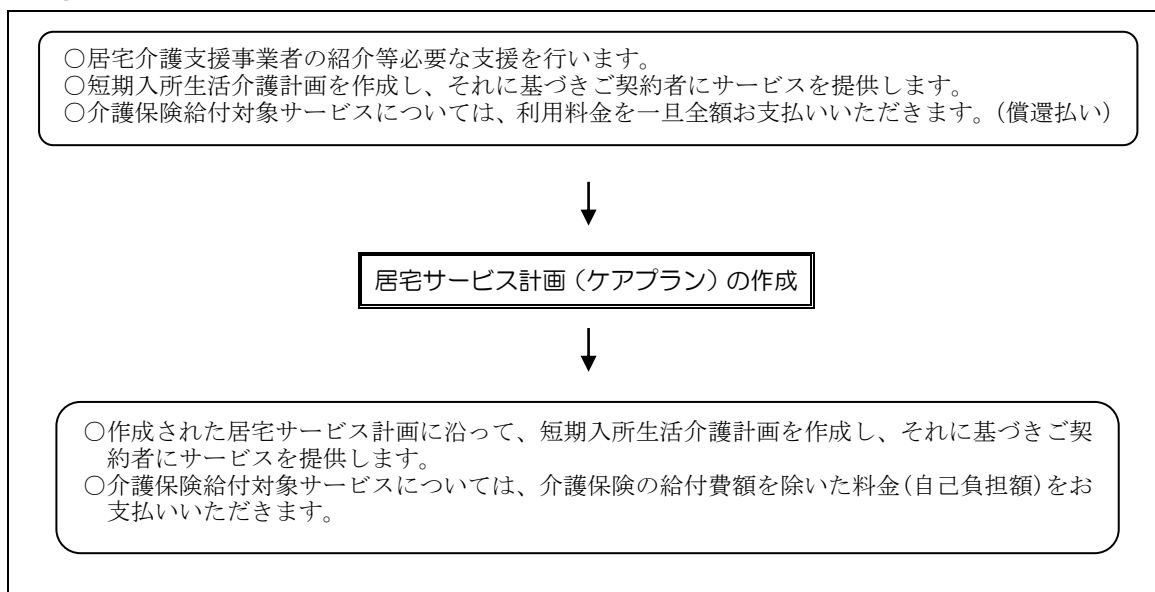 ○居宅介護支援事業者の紹介等必要な支援を行います。
○短期入所生活介護計画を作成し、それに基づきご契約者にサービスを提供します。
○介護保険給付対象サービスについては、利用料金を一旦全額お支払いいただきます。(償還払い)
居宅サービス計画(ケアプラン)の作成
○作成された居宅サービス計画に沿って、短期入所生活介護計画を作成し、それに基づきご契
約者にサービスを提供します。
○介護保険給付対象サービスについては、介護保険の給付費額を除いた料金(自己負担額)をお
支払いいただきます。